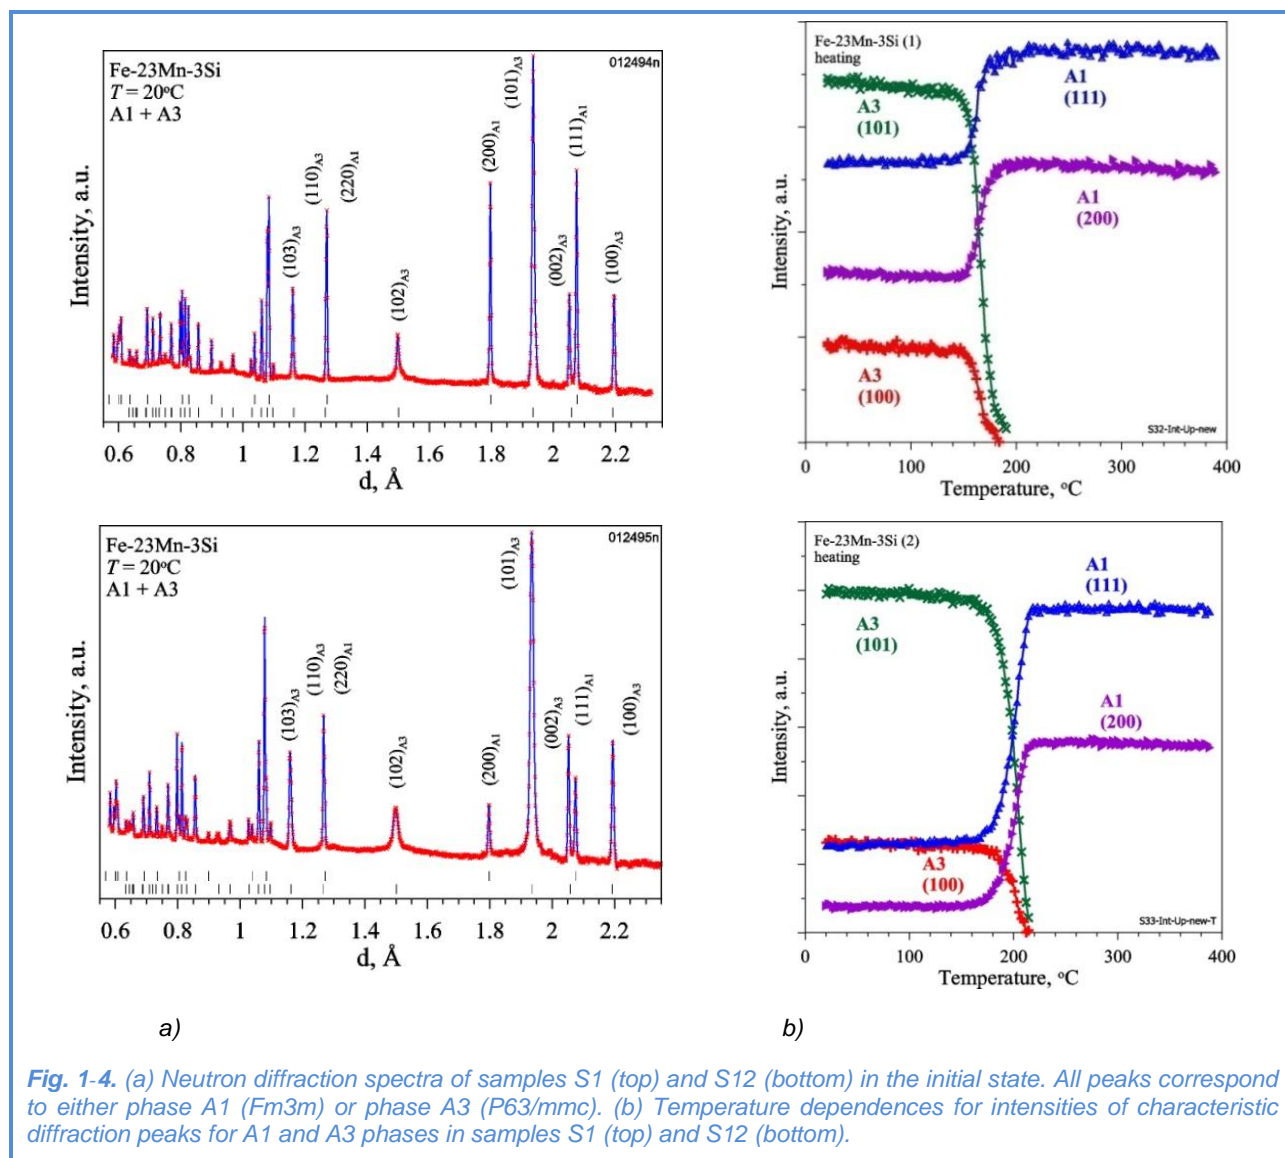 Fe-23Mn-3Si
T = 20°C
A1 + A3
012494n
(103)A3
(110)A3
(220)A1
(102)A3
(200)A1
(101)A3
(002)A3
(111)A1
(100)A3
Intensity, a.u.
0.6 0.8 1 1.2 1.4 1.6 1.8 2 2.2
d, Å
Fe-23Mn-3Si (1)
heating
A3
(101)
A1
(111)
A1
(200)
A3
(100)
S32-Int-Up-new
Intensity, a.u.
0 100 200 300 400
Temperature, °C
Fe-23Mn-3Si
T = 20°C
A1 + A3
012495n
(103)A3
(110)A3
(220)A1
(102)A3
(200)A1
(101)A3
(002)A3
(111)A1
(100)A3
Intensity, a.u.
0.6 0.8 1 1.2 1.4 1.6 1.8 2 2.2
d, Å
Fe-23Mn-3Si (2)
heating
A3
(101)
A1
(111)
A1
(200)
A3
(100)
S33-Int-Up-new-T
Intensity, a.u.
0 100 200 300 400
Temperature, °C
a)
b)
Fig. 1-4. (a) Neutron diffraction spectra of samples S1 (top) and S12 (bottom) in the initial state. All peaks correspond
to either phase A1 (Fm3m) or phase A3 (P63/mmc). (b) Temperature dependences for intensities of characteristic
diffraction peaks for A1 and A3 phases in samples S1 (top) and S12 (bottom).